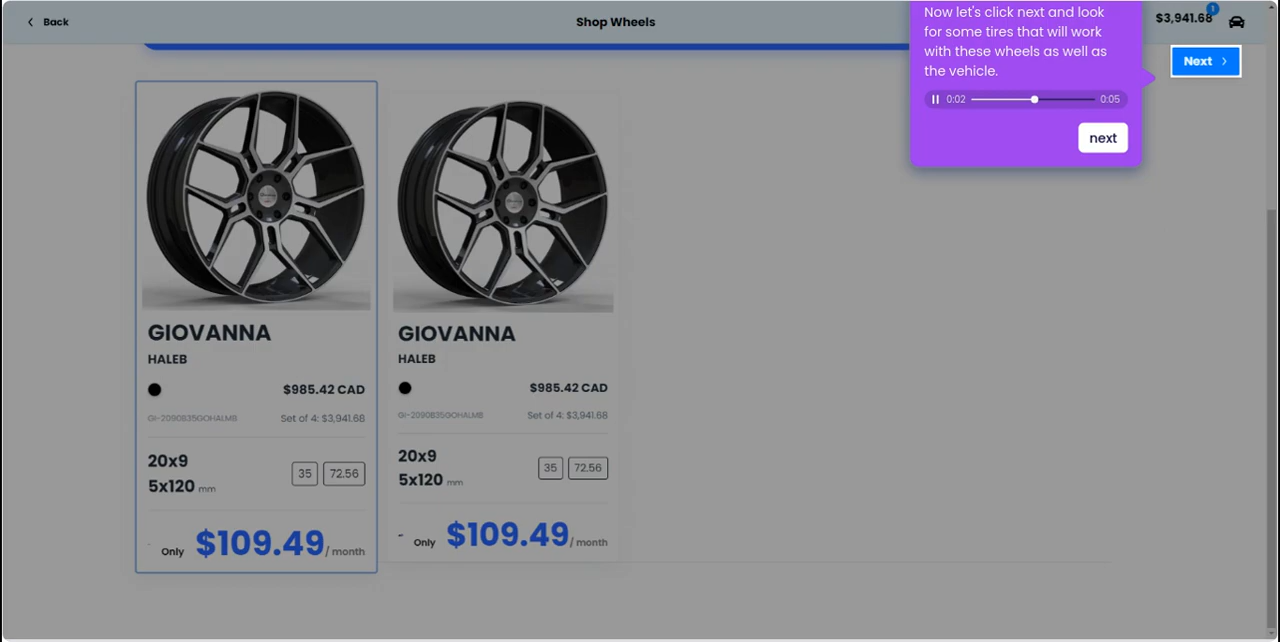 Back
Shop Wheels
Now let's click next and look
for some tires that will work
with these wheels as well as
the vehicle.
0:02
0:05
next
$3,941.68
1
Next
GIOVANNA
HALEB
$985.42 CAD
GI-2090835GOHALMB
Set of 4: $3,941.68
20x9
5x120 mm
35
72.56
Only $109.49 / month
GIOVANNA
HALEB
$985.42 CAD
GI-2090835GOHALMB
Set of 4: $3,941.68
20x9
5x120 mm
35
72.56
Only $109.49 / month